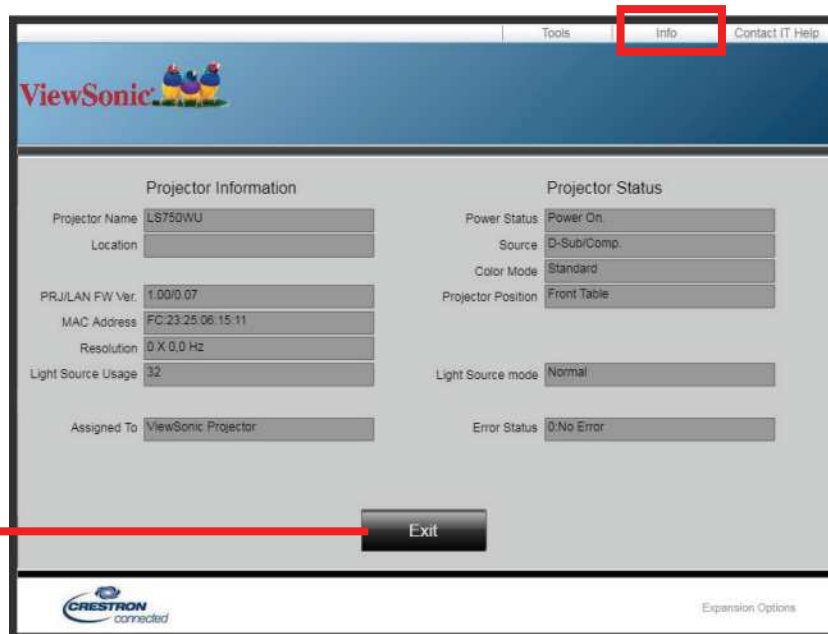 Tools Info Contact IT Help
ViewSonic
Projector Information
Projector Name LS750WU
Location
PRJ/LAN FW Ver. 1.00/0.07
MAC Address FC:23:25:06:15:11
Resolution 0 X 0,0 Hz
Light Source Usage 32
Assigned To ViewSonic Projector
Projector Status
Power Status Power On.
Source D-Sub/Comp.
Color Mode Standard
Projector Position Front Table
Light Source mode Normal
Error Status 0:No Error
Exit
CRESTRON
connected
Expansion Options